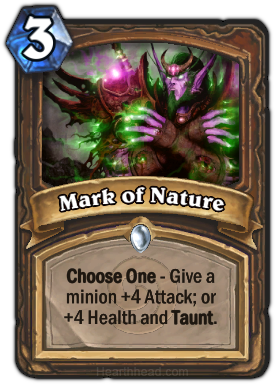 3
Mark of Nature
Choose One - Give a
minion +4 Attack; or
+4 Health and Taunt.
Hearthhead.com